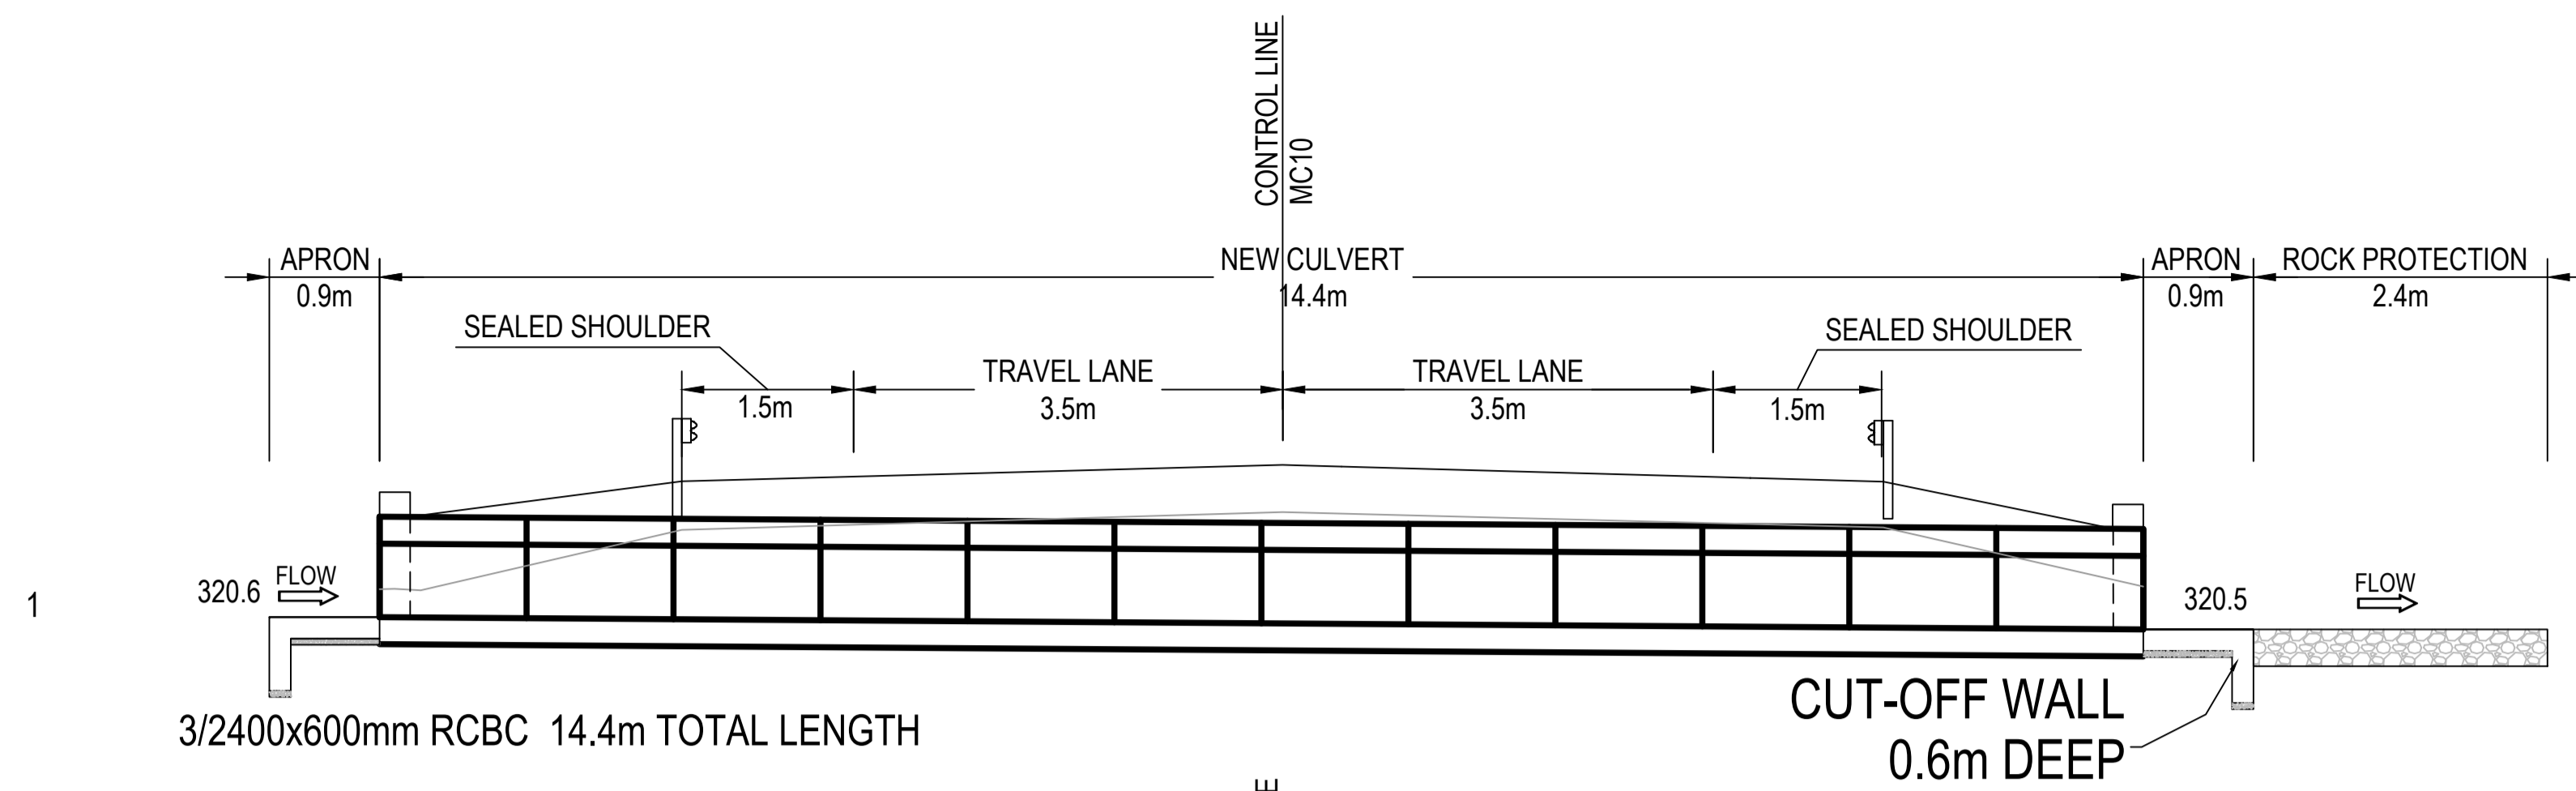 CONTROL LINE
MC10
APRON
0.9m
NEW CULVERT
14.4m
APRON
0.9m
ROCK PROTECTION
2.4m
SEALED SHOULDER
1.5m
TRAVEL LANE
3.5m
TRAVEL LANE
3.5m
SEALED SHOULDER
1.5m
1
320.6
FLOW
320.5
FLOW
3/2400x600mm RCBC 14.4m TOTAL LENGTH
CUT-OFF WALL
0.6m DEEP